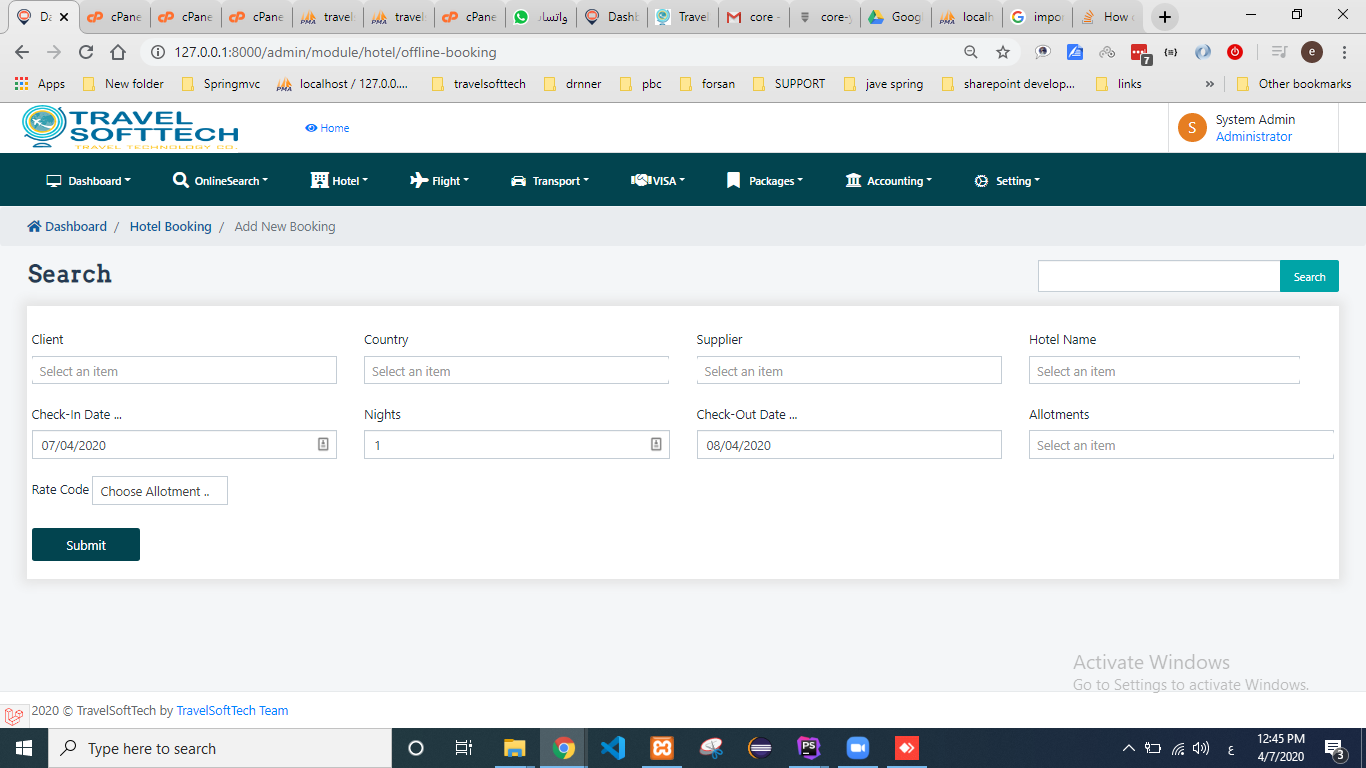 Da
cPane
cPane
cPane
travels
travels
cPane
واتساب
Dashb
Travel
core -
core-y
Goog
localh
impor
How c
127.0.0.1:8000/admin/module/hotel/offline-booking
7
e
Apps
New folder
Springmvc
localhost / 127.0.0....
travelsofttech
drnner
pbc
forsan
SUPPORT
jave spring
sharepoint develop...
links
»
Other bookmarks
TRAVEL
SOFTTECH
TRAVEL TECHNOLOGY CO.
Home
S
System Admin
Administrator
Dashboard
OnlineSearch
Hotel
Flight
Transport
VISA
Packages
Accounting
Setting
Dashboard / Hotel Booking / Add New Booking
Search
Search
Client
Country
Supplier
Hotel Name
Select an item
Select an item
Select an item
Select an item
Check-In Date ...
Nights
Check-Out Date ...
Allotments
07/04/2020
1
08/04/2020
Select an item
Rate Code
Choose Allotment ..
Submit
Activate Windows
Go to Settings to activate Windows.
2020 © TravelSoftTech by TravelSoftTech Team
Type here to search
PS
ع
12:45 PM
4/7/2020
3